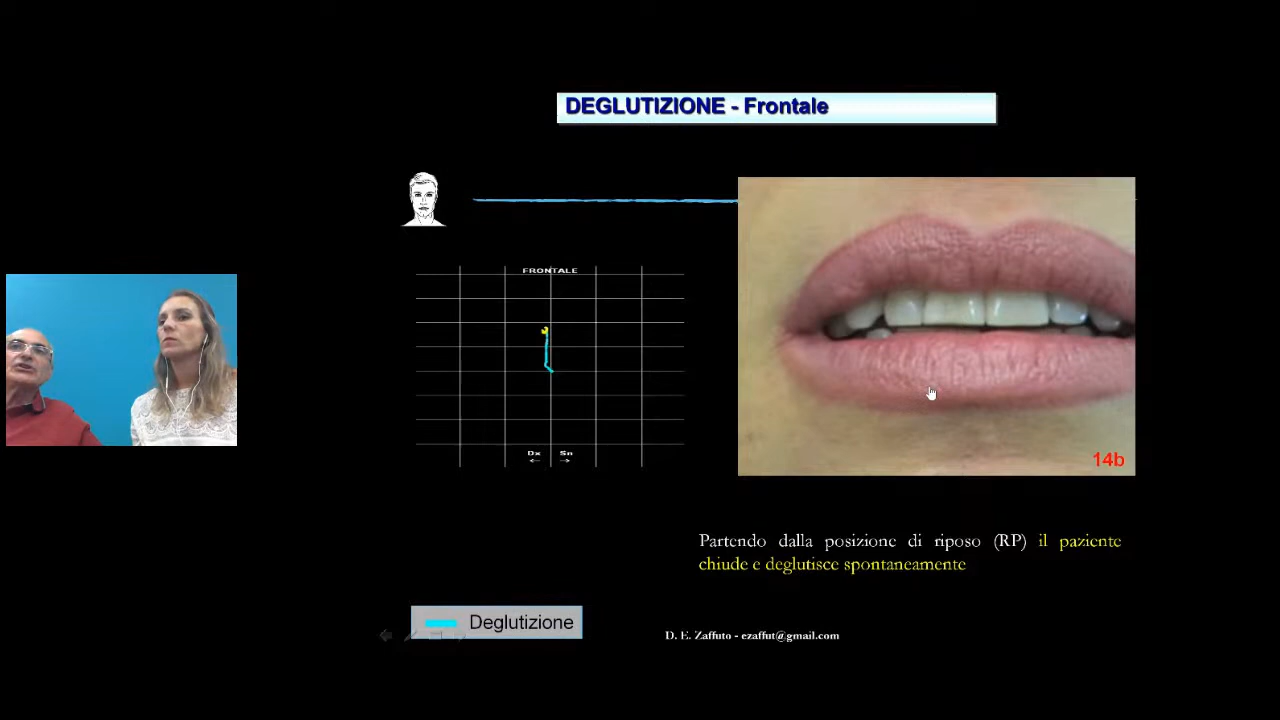 DEGLUTIZIONE - Frontale
FRONTALE
Dx Sn
14b
Partendo dalla posizione di riposo (RP) il paziente
chiude e deglutisce spontaneamente
Deglutizione
D. E. Zaffuto - ezaffut@gmail.com